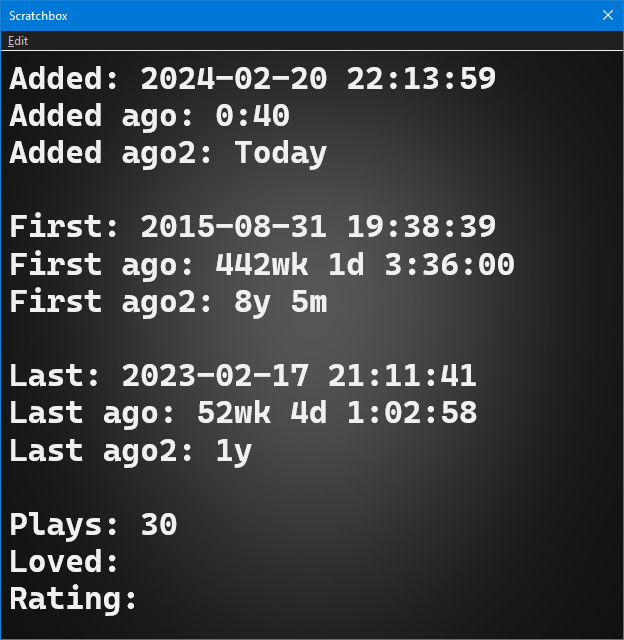 Scratchbox
Edit
Added: 2024-02-20 22:13:59
Added ago: 0:40
Added ago2: Today
First: 2015-08-31 19:38:39
First ago: 442wk 1d 3:36:00
First ago2: 8y 5m
Last: 2023-02-17 21:11:41
Last ago: 52wk 4d 1:02:58
Last ago2: 1y
Plays: 30
Loved:
Rating: